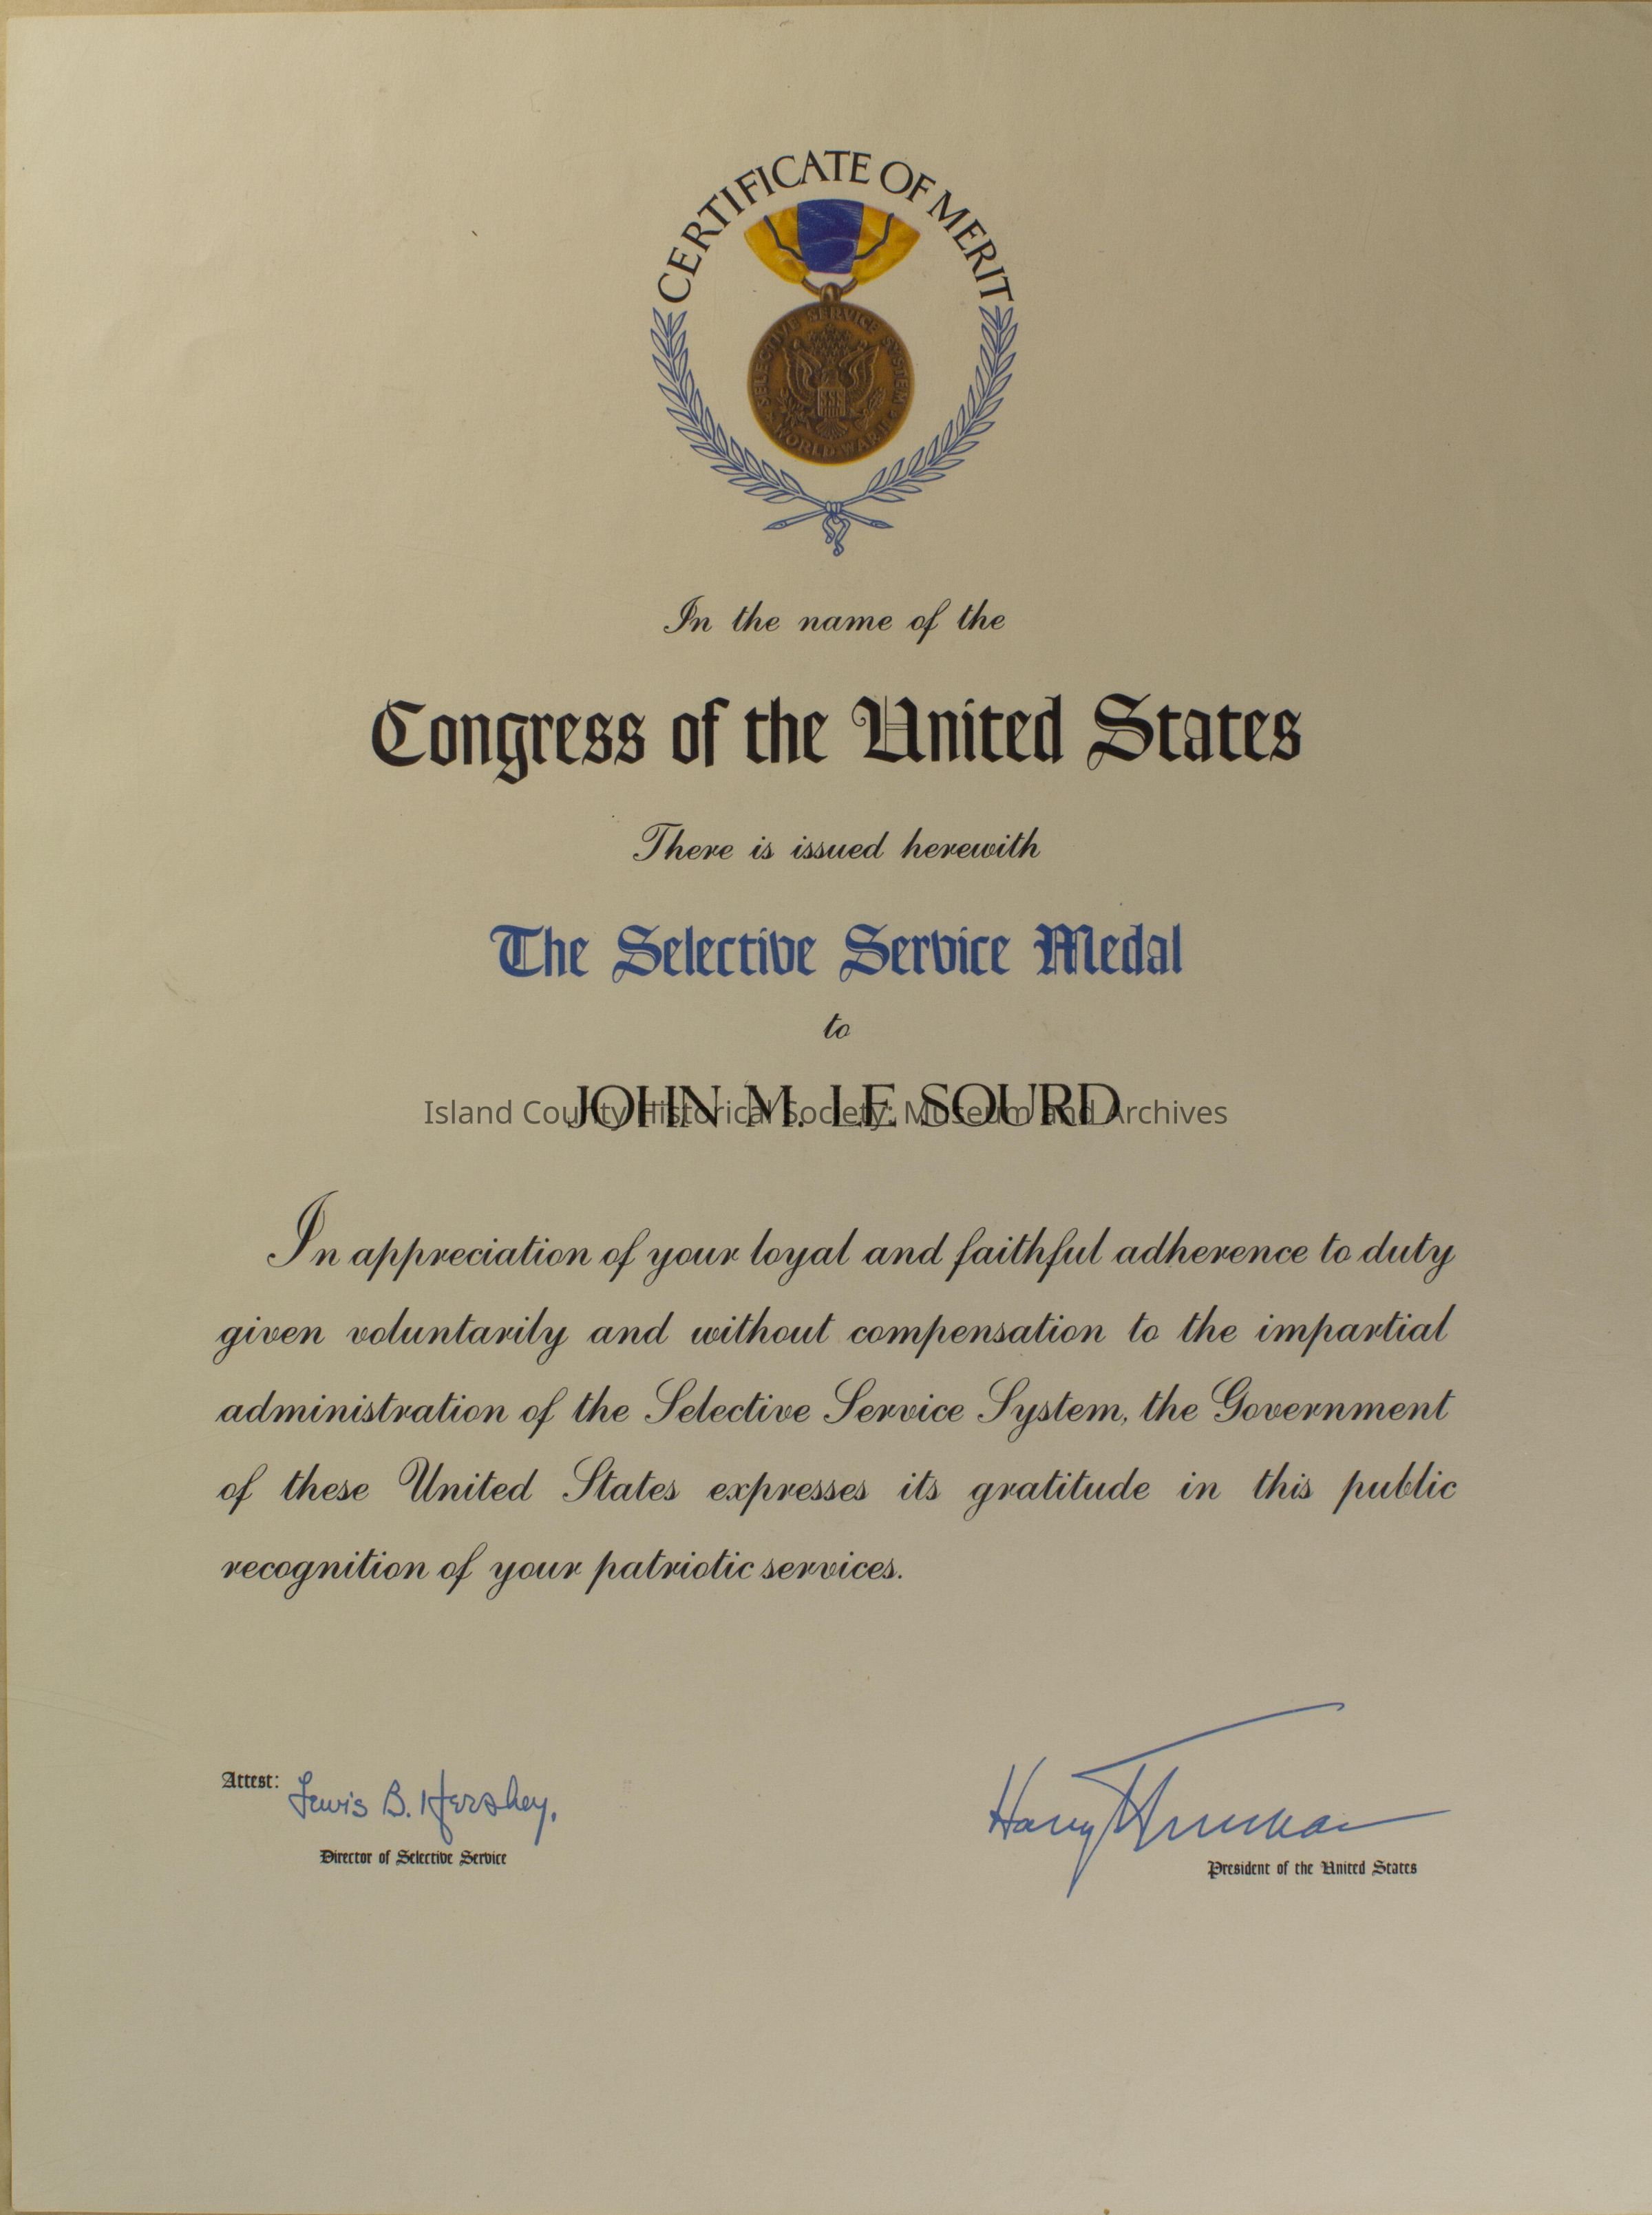 CERTIFICATE OF MERIT
SELECTIVE SERVICE SYSTEM
WORLD WAR II
In the name of the
Congress of the United States
There is issued herewith
The Selective Service Medal
to
JOHN M. LE SOURD
Island County Historical Society: Museum and Archives
In appreciation of your loyal and faithful adherence to duty
given voluntarily and without compensation to the impartial
administration of the Selective Service System, the Government
of these United States expresses its gratitude in this public
recognition of your patriotic services.
Attest: Lewis B. Hershey.
Director of Selective Service
Harry Truman
President of the United States